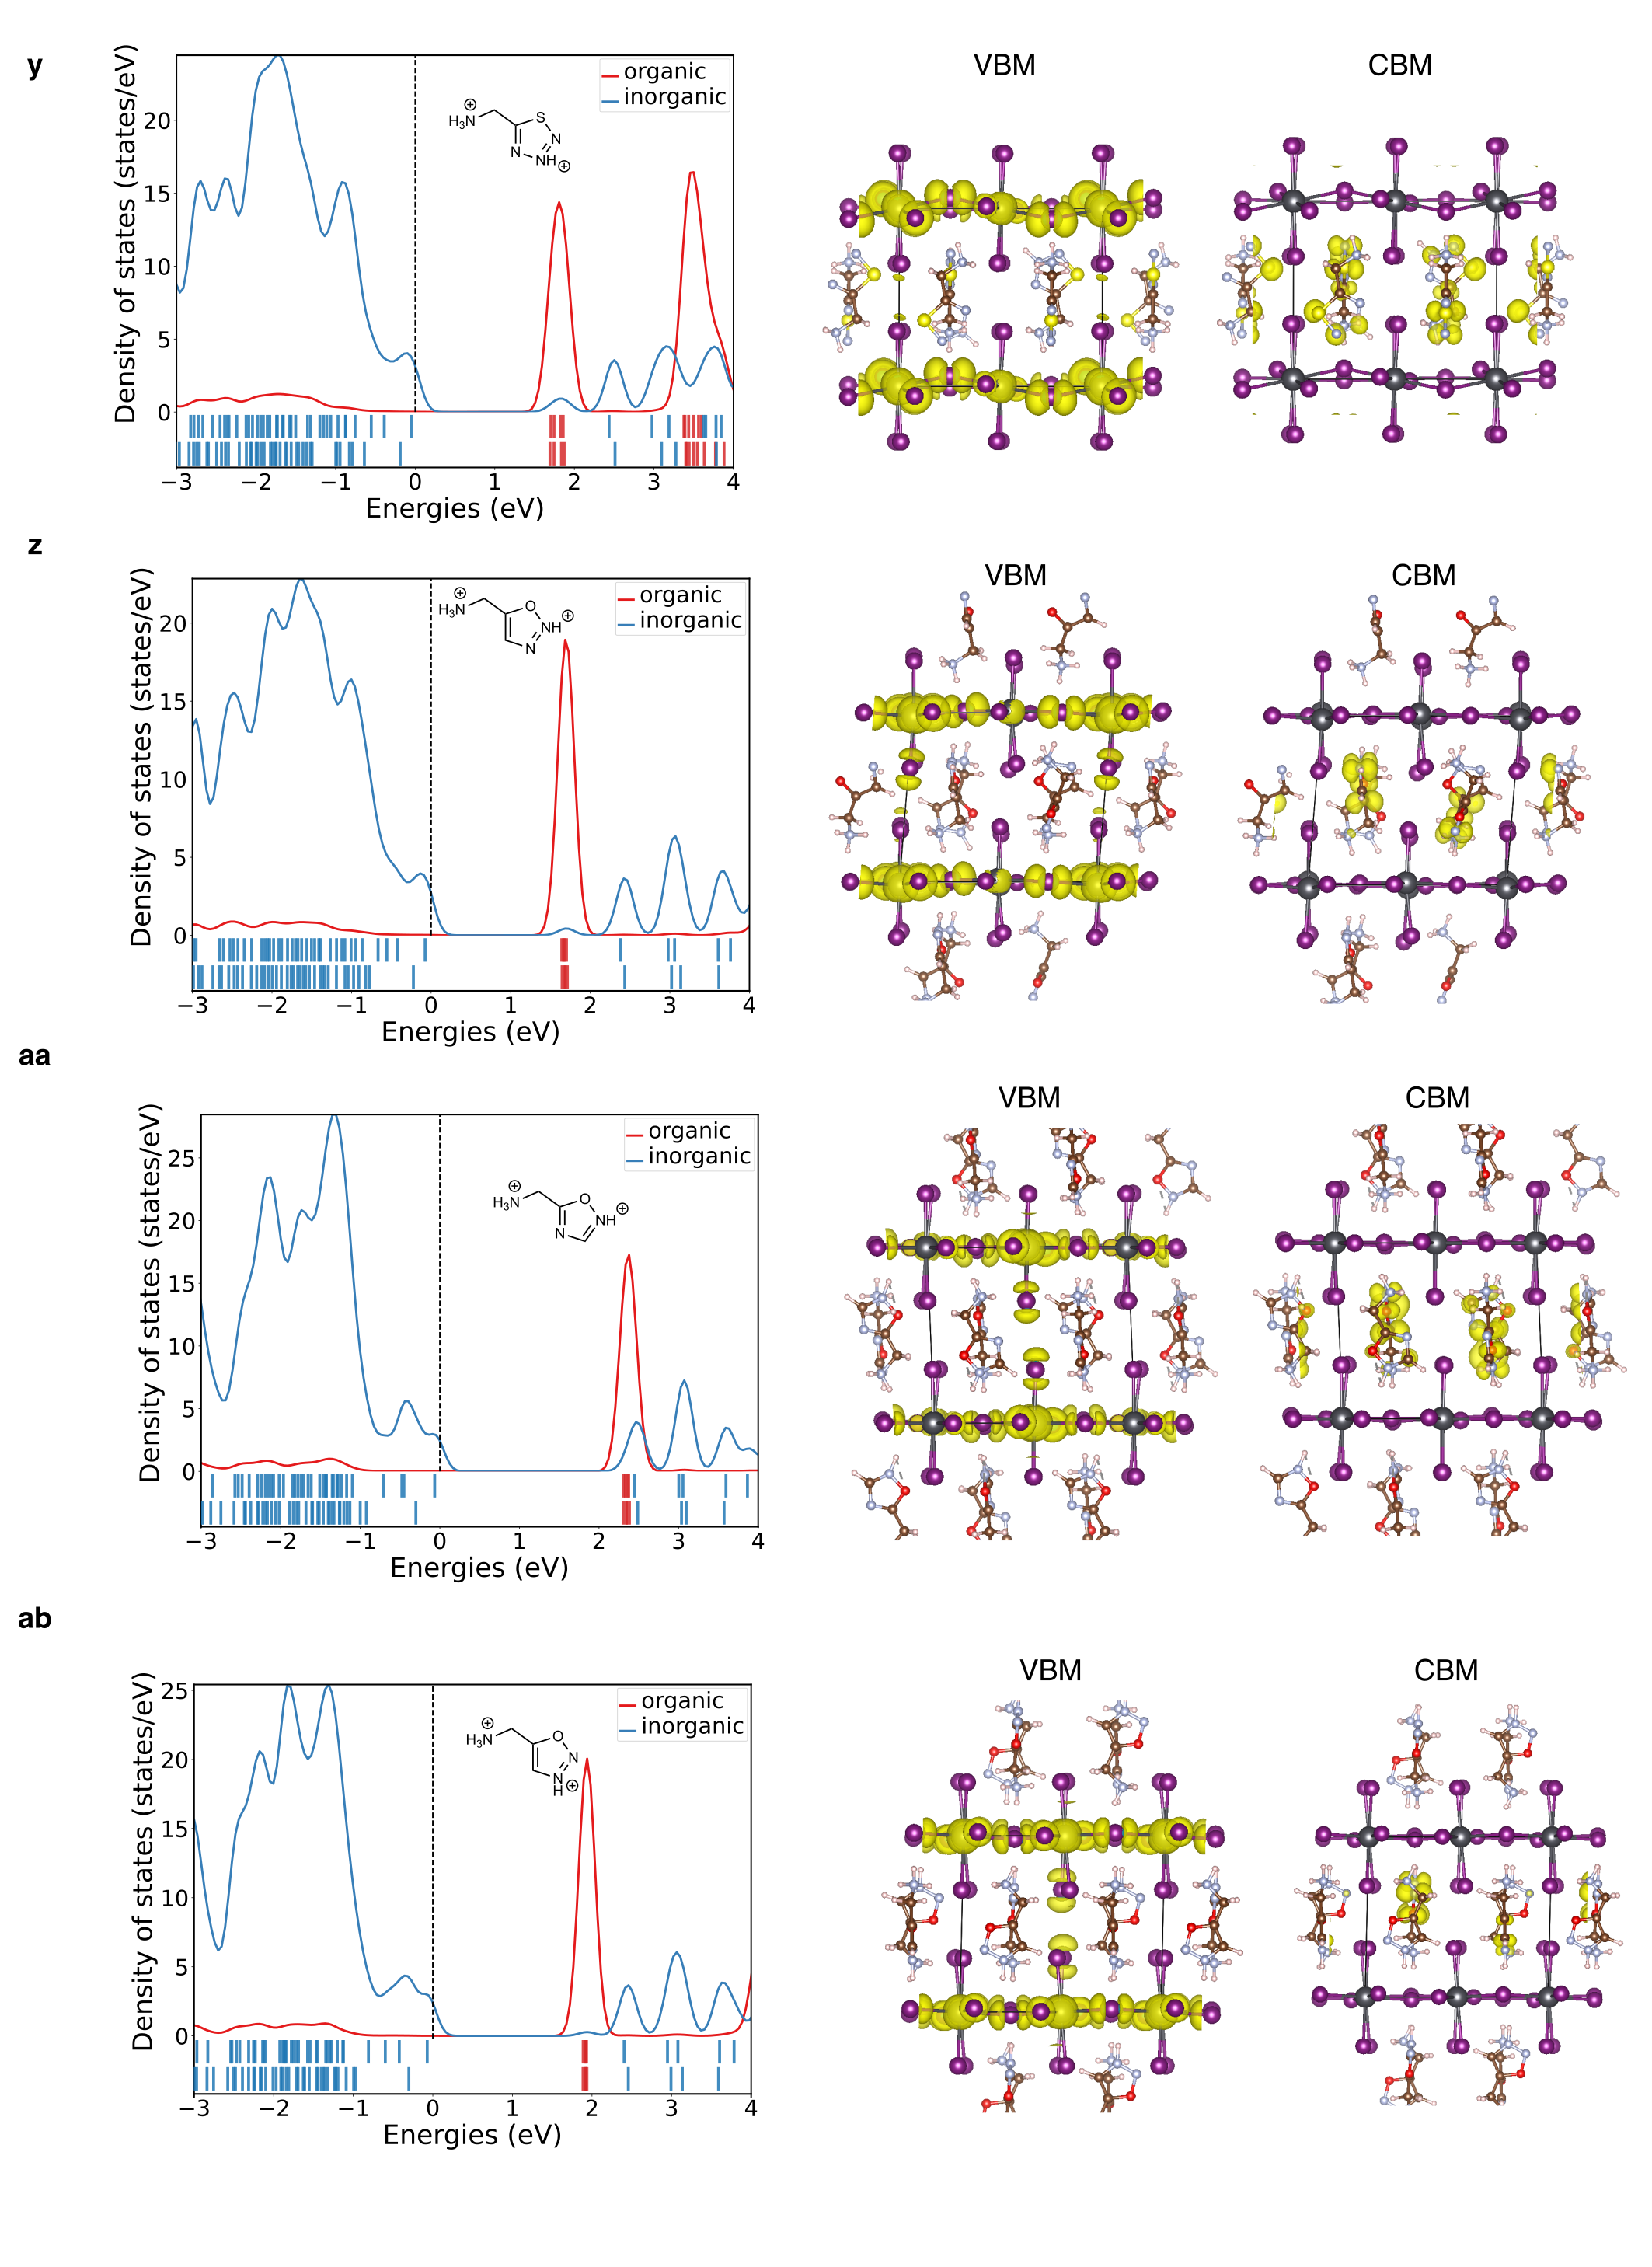 y
VBM
CBM
organic
inorganic
H3N
⊕
S
N
N
NH
⊕
Density of states (states/eV)
20
15
10
5
0
−3 −2 −1 0 1 2 3 4
Energies (eV)
z
VBM
CBM
organic
inorganic
H3N
⊕
O
NH
⊕
N
Density of states (states/eV)
20
15
10
5
0
−3 −2 −1 0 1 2 3 4
Energies (eV)
aa
VBM
CBM
organic
inorganic
H3N
⊕
O
NH
⊕
N
Density of states (states/eV)
25
20
15
10
5
0
−3 −2 −1 0 1 2 3 4
Energies (eV)
ab
VBM
CBM
organic
inorganic
H3N
⊕
O
N
N
H
⊕
Density of states (states/eV)
25
20
15
10
5
0
−3 −2 −1 0 1 2 3 4
Energies (eV)